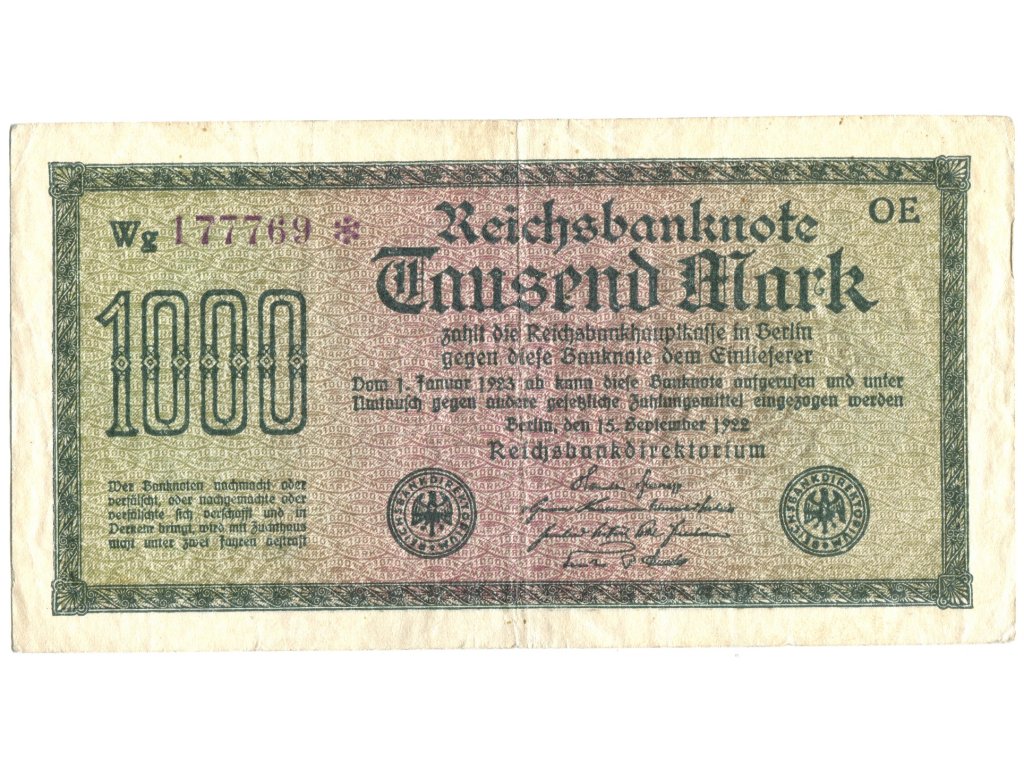 Wg 177769 *
OE
Reichsbanknote
Tausend Mark
1000
zahlt die Reichsbankhauptkasse in Berlin
gegen diese Banknote dem Einlieferer
Vom 1. Januar 1923 ab kann diese Banknote aufgerufen und unter
Umtausch gegen andere gesetzliche Zahlungsmittel eingezogen werden
Berlin, den 15. September 1922
Reichsbankdirektorium
Wer Banknoten nachmacht oder
verfälscht, oder nachgemachte oder
verfälschte sich verschafft und in
Verkehr bringt, wird mit Zuchthaus
nicht unter zwei Jahren bestraft
REICHSBANKDIREKTORIUM
REICHSBANKDIREKTORIUM